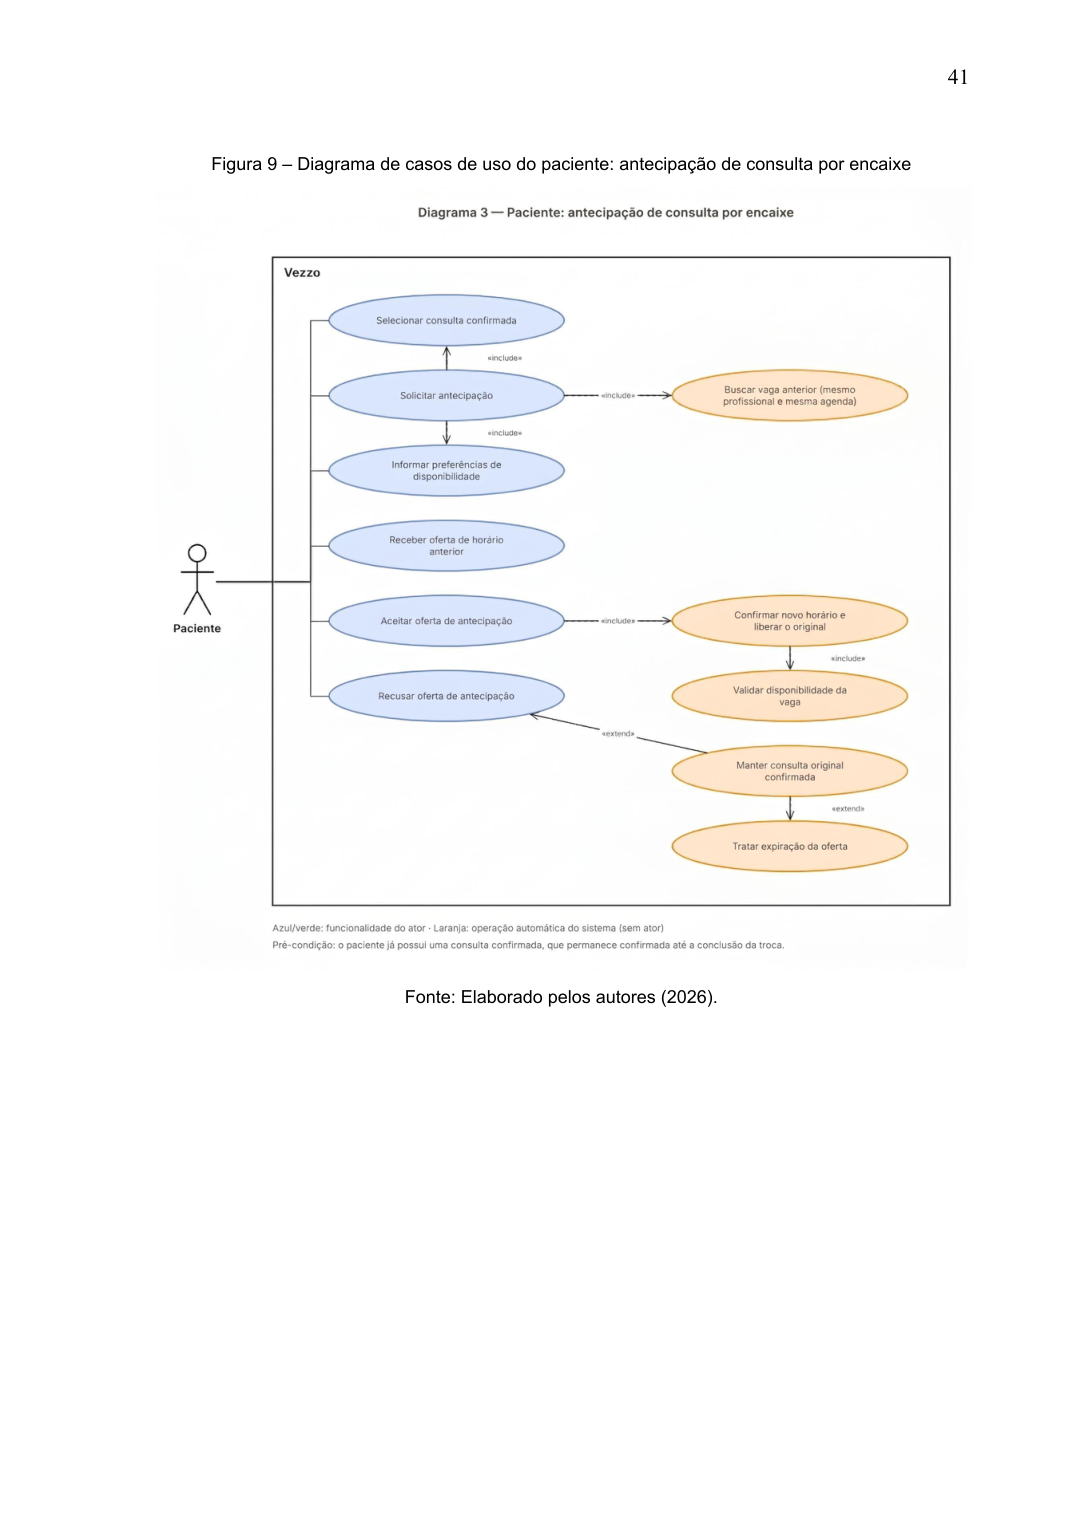 41
Figura 9 – Diagrama de casos de uso do paciente: antecipação de consulta por encaixe
Diagrama 3 — Paciente: antecipação de consulta por encaixe
Vezzo
Selecionar consulta confirmada
«include»
Solicitar antecipação
«include»
Buscar vaga anterior (mesmo
profissional e mesma agenda)
«include»
Informar preferências de
disponibilidade
Receber oferta de horário
anterior
Paciente
Aceitar oferta de antecipação
«include»
Confirmar novo horário e
liberar o original
«include»
Recusar oferta de antecipação
Validar disponibilidade da
vaga
«extend»
Manter consulta original
confirmada
«extend»
Tratar expiração da oferta
Azul/verde: funcionalidade do ator · Laranja: operação automática do sistema (sem ator)
Pré-condição: o paciente já possui uma consulta confirmada, que permanece confirmada até a conclusão da troca.
Fonte: Elaborado pelos autores (2026).